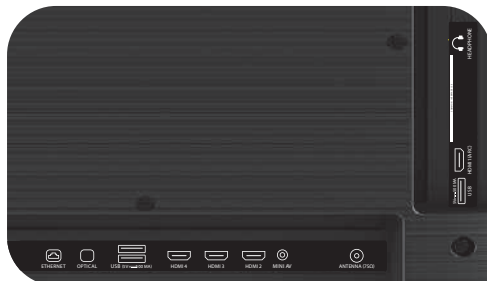 HEADPHONE
HDMI 1(ARC)
USB
ETHERNET
OPTICAL
USB
HDMI 4
HDMI 3
HDMI 2
MINI AV
ANTENNA (75Ω)